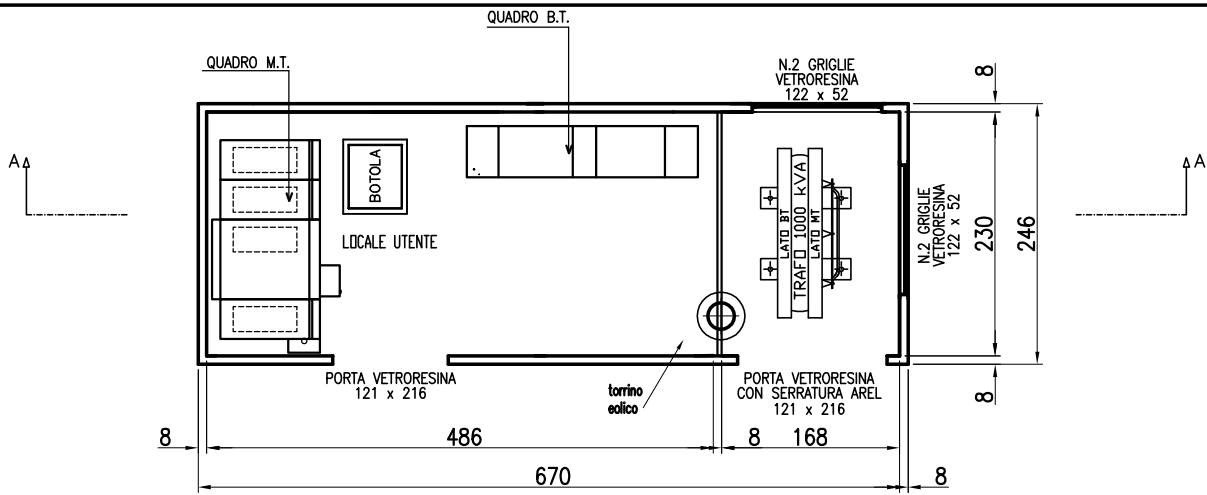 QUADRO B.T.
QUADRO M.T.
N.2 GRIGLIE
VETRORESINA
122 x 52
8
A
A
BOTOLA
LOCALE UTENTE
LATO BT
TRAFO 1000 kVA
LATO MT
N.2 GRIGLIE
VETRORESINA
122 x 52
230
246
PORTA VETRORESINA
121 x 216
torrino
eolico
PORTA VETRORESINA
CON SERRATURA AREL
121 x 216
8
8
486
8
168
670
8